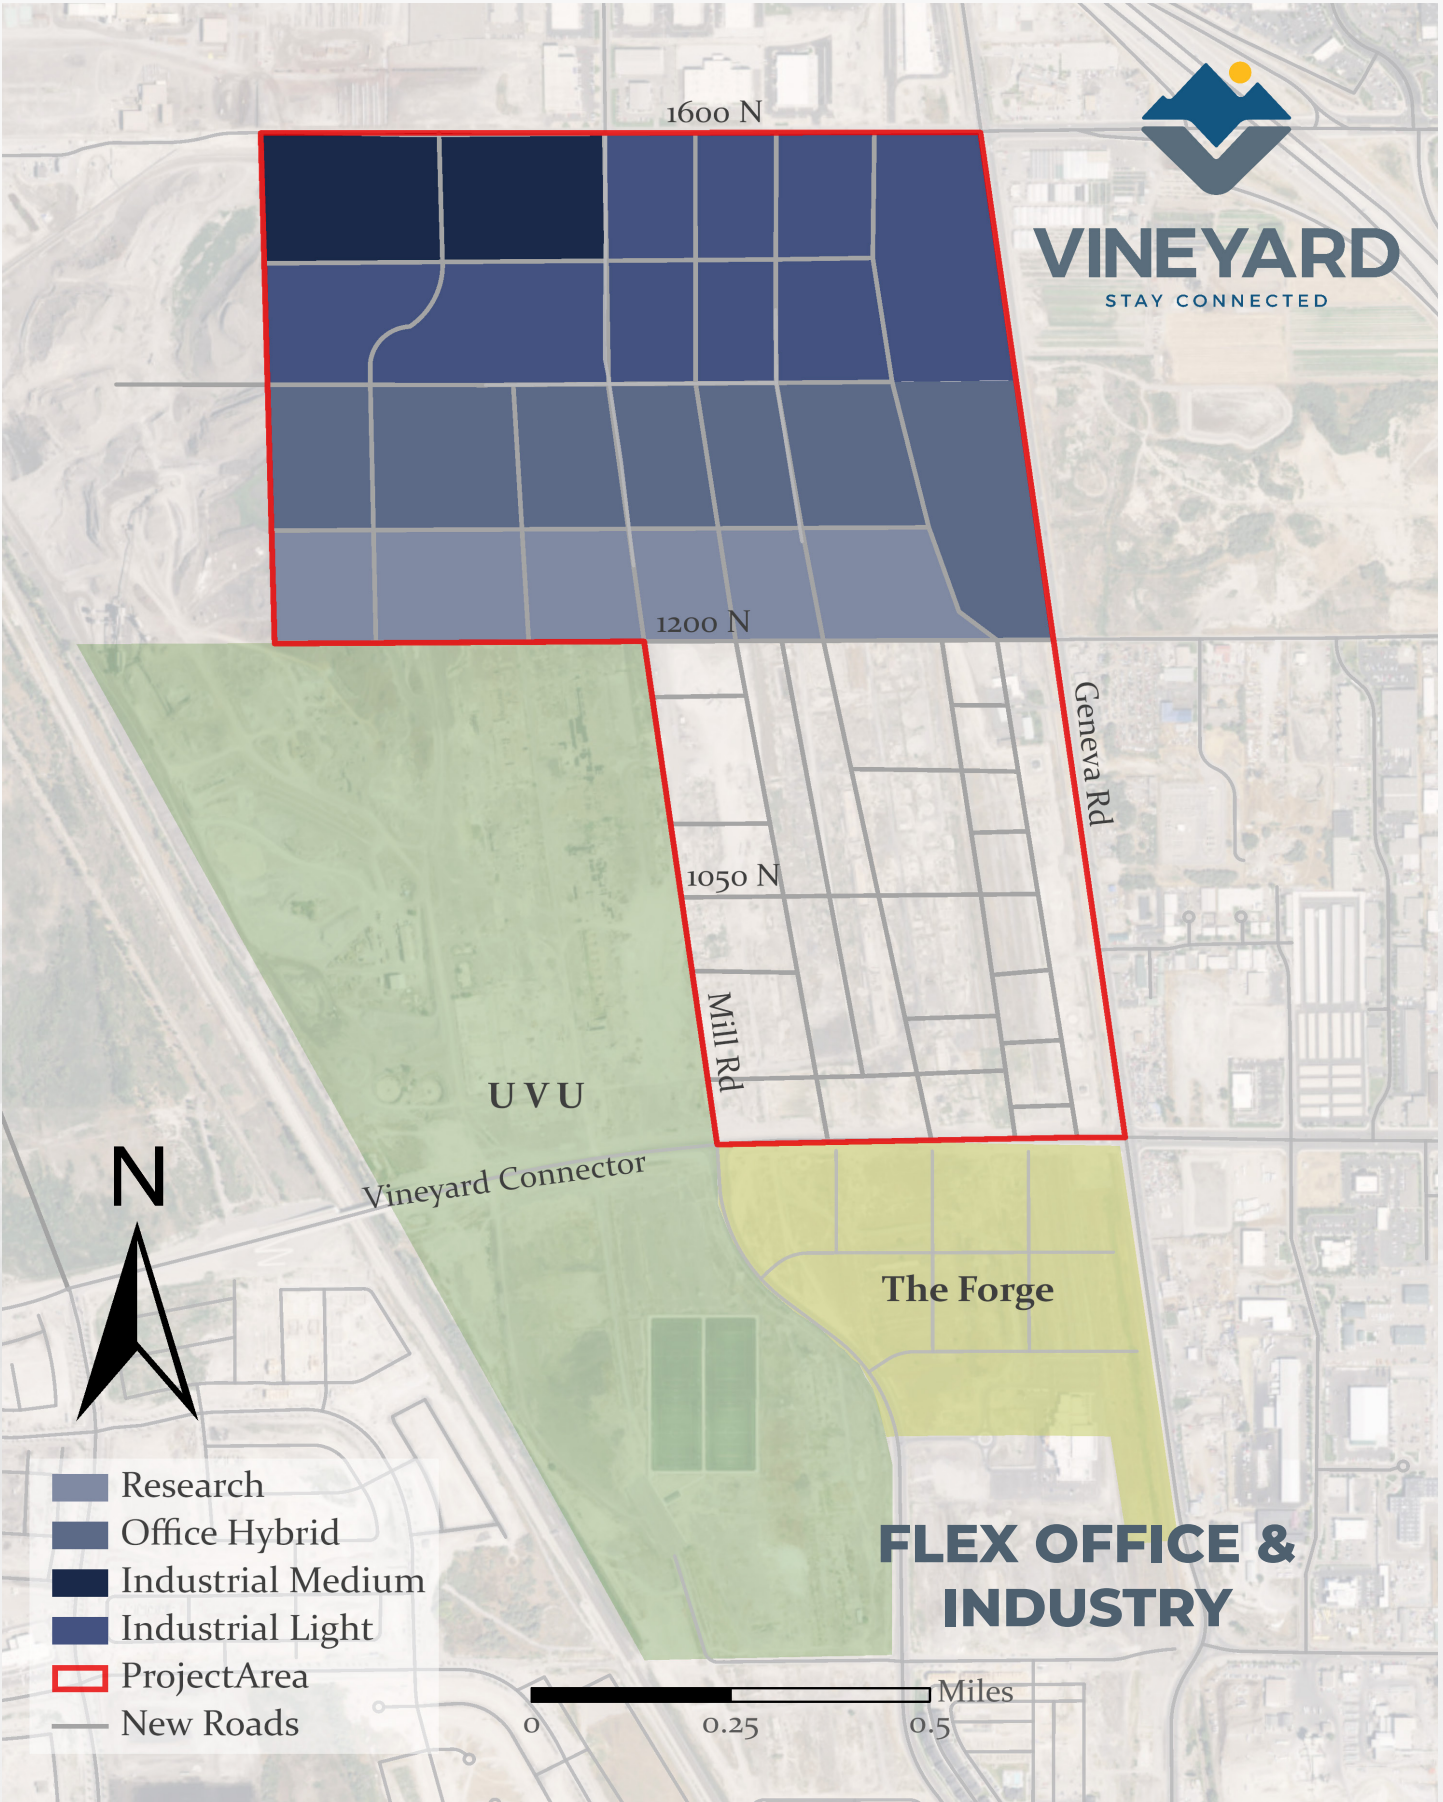 1600 N
VINEYARD
STAY CONNECTED
1200 N
Geneva Rd
1050 N
Mill Rd
UVU
Vineyard Connector
N
The Forge
Research
Office Hybrid
Industrial Medium
Industrial Light
ProjectArea
New Roads
FLEX OFFICE &
INDUSTRY
Miles
0 0.25 0.5